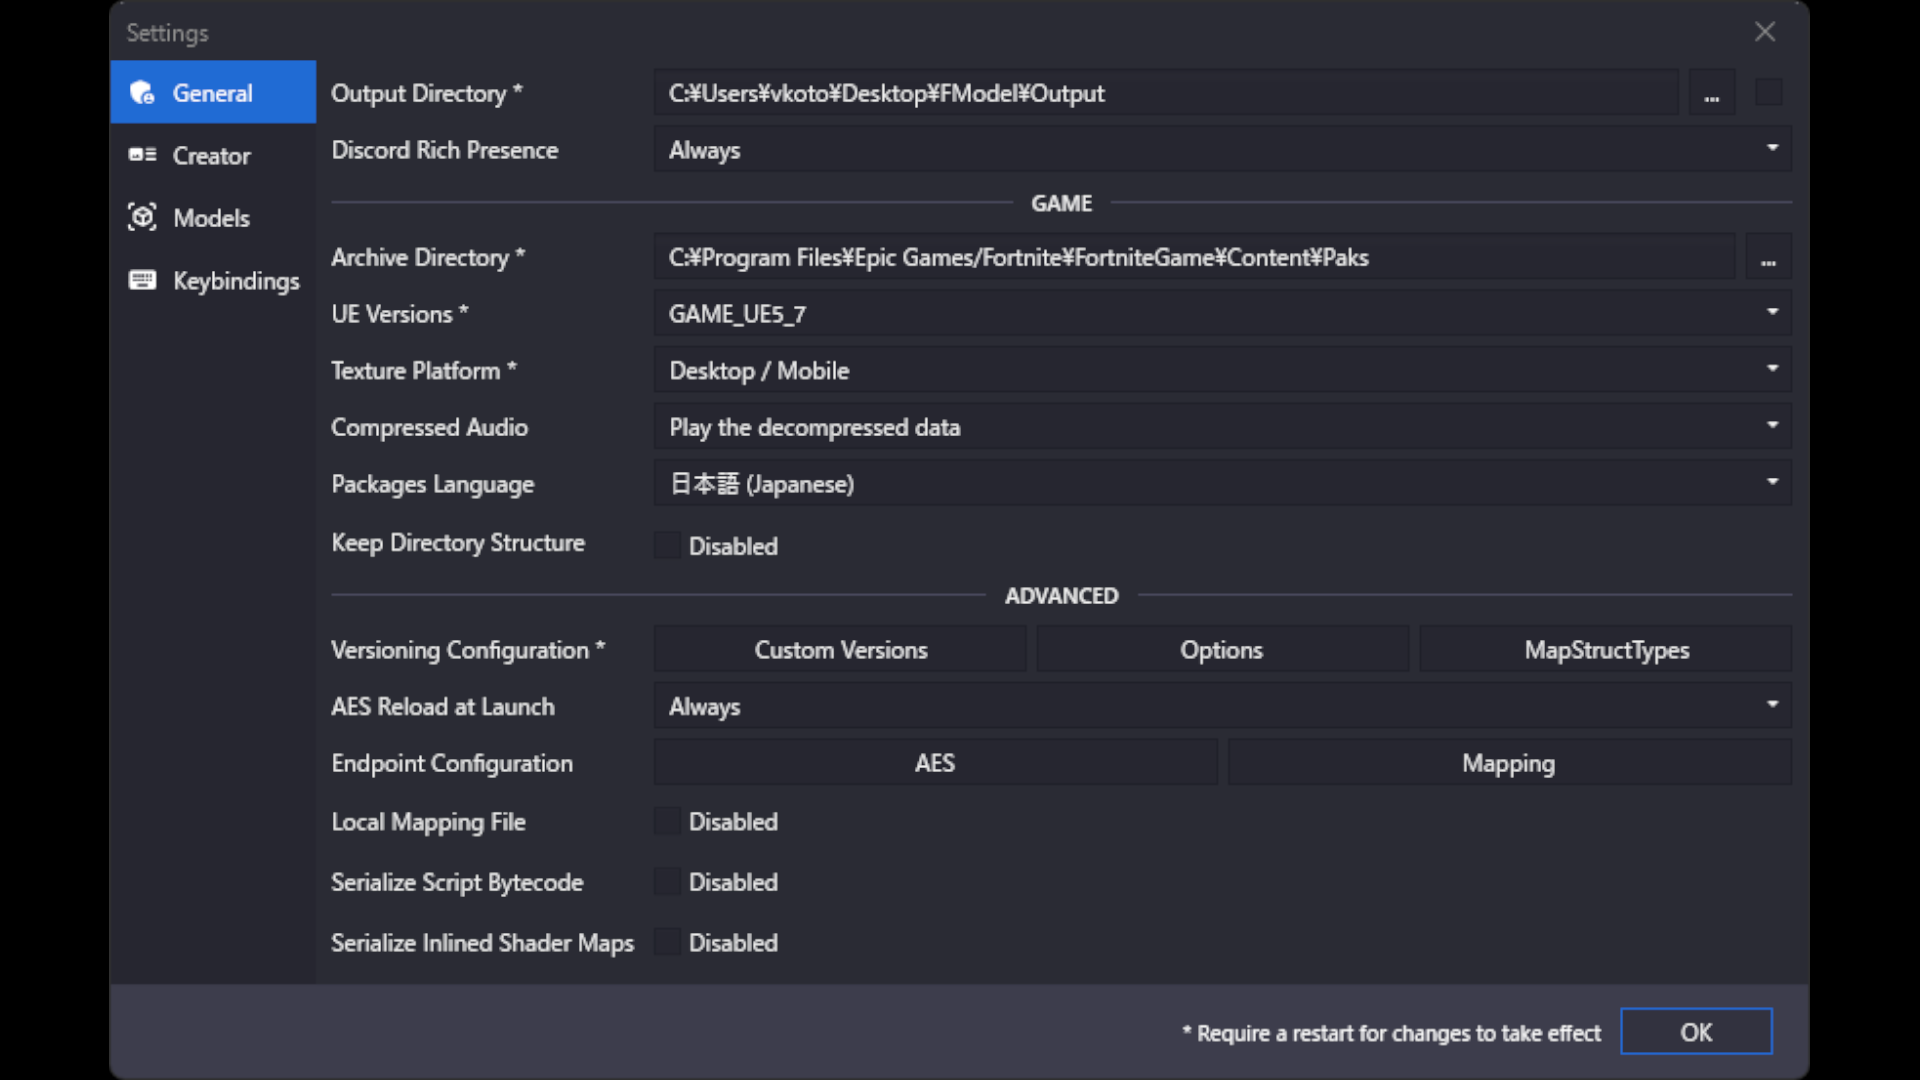 Settings
General
Creator
Models
Keybindings
Output Directory * C:¥Users¥vkoto¥Desktop¥FModel¥Output ...
Discord Rich Presence Always
GAME
Archive Directory * C:¥Program Files¥Epic Games/Fortnite¥FortniteGame¥Content¥Paks ...
UE Versions * GAME_UE5_7
Texture Platform * Desktop / Mobile
Compressed Audio Play the decompressed data
Packages Language 日本語 (Japanese)
Keep Directory Structure Disabled
ADVANCED
Versioning Configuration * Custom Versions Options MapStructTypes
AES Reload at Launch Always
Endpoint Configuration AES Mapping
Local Mapping File Disabled
Serialize Script Bytecode Disabled
Serialize Inlined Shader Maps Disabled
* Require a restart for changes to take effect OK